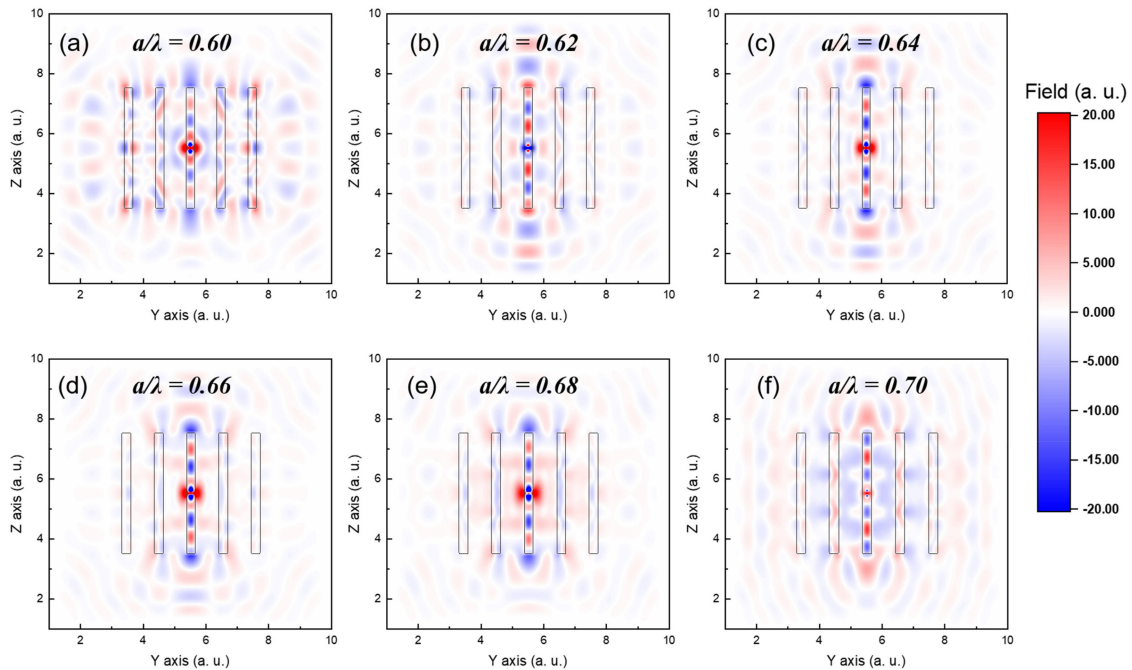 (a) a/λ = 0.60
10
8
6
4
2
Z axis (a. u.)
2 4 6 8 10
Y axis (a. u.)
(b) a/λ = 0.62
10
8
6
4
2
Z axis (a. u.)
2 4 6 8 10
Y axis (a. u.)
(c) a/λ = 0.64
10
8
6
4
2
Z axis (a. u.)
2 4 6 8 10
Y axis (a. u.)
Field (a. u.)
20.00
15.00
10.00
5.000
0.000
-5.000
-10.00
-15.00
-20.00
(d) a/λ = 0.66
10
8
6
4
2
Z axis (a. u.)
2 4 6 8 10
Y axis (a. u.)
(e) a/λ = 0.68
10
8
6
4
2
Z axis (a. u.)
2 4 6 8 10
Y axis (a. u.)
(f) a/λ = 0.70
10
8
6
4
2
Z axis (a. u.)
2 4 6 8 10
Y axis (a. u.)